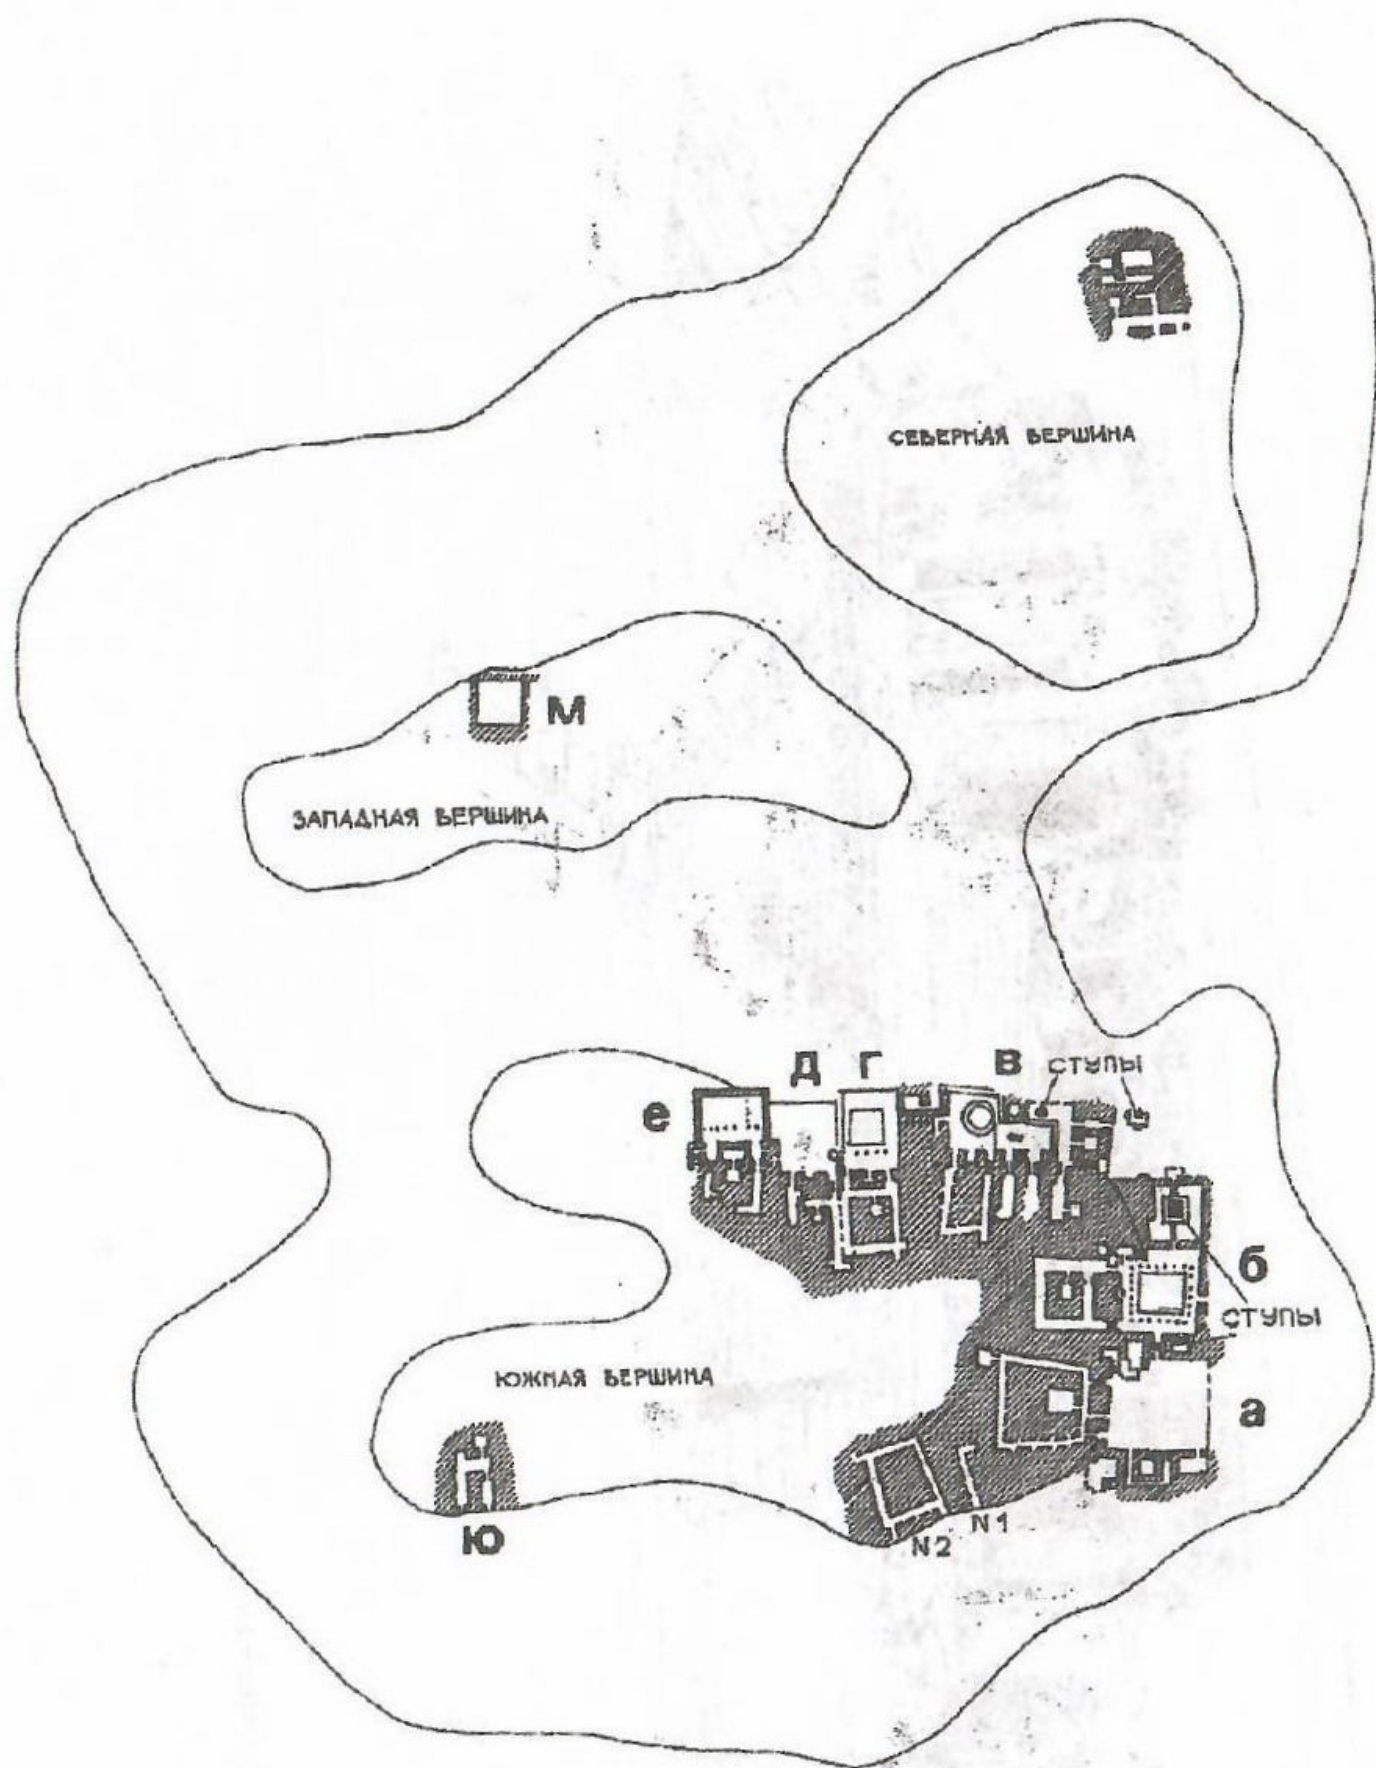 СЕВЕРНАЯ ВЕРШИНА
М
ЗАПАДНАЯ ВЕРШИНА
Д Г В СТУПЫ
е
б
СТУПЫ
ЮЖНАЯ ВЕРШИНА
а
Ю
N2 N1